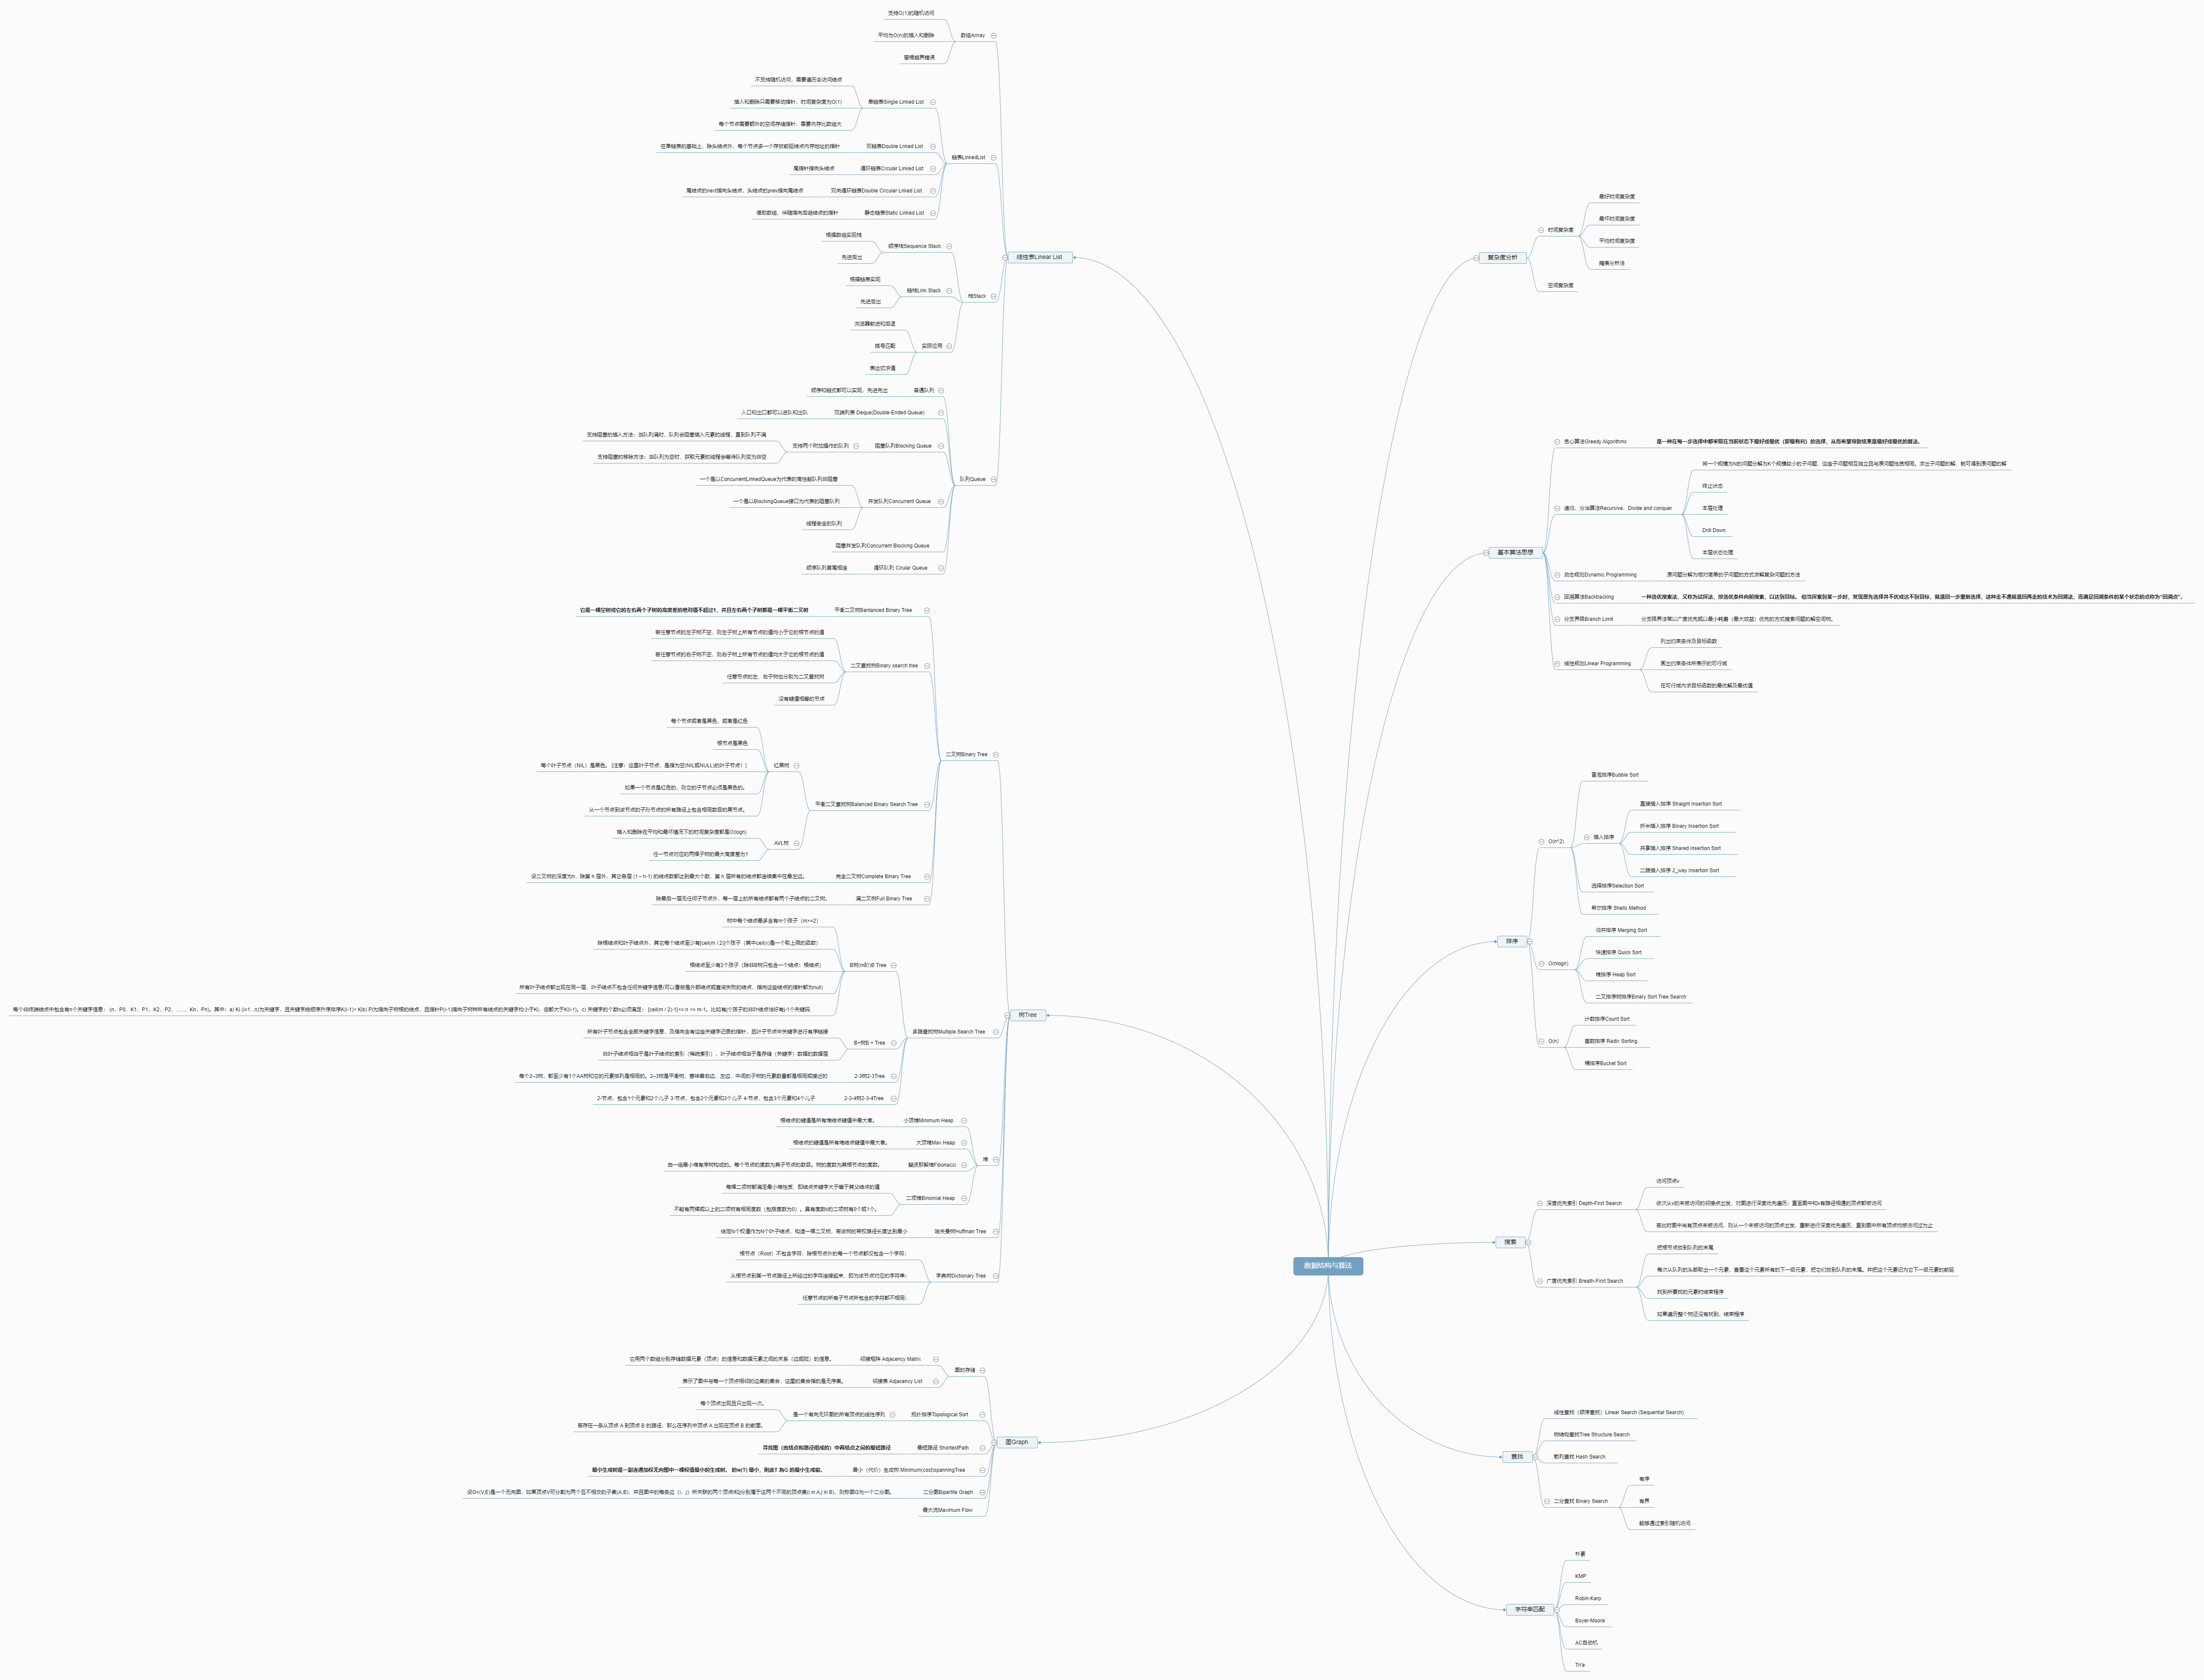 数据结构与算法
线性表Linear List
数组Array
支持O(1)的随机访问
平均为O(n)的插入和删除
容易越界错误
链表LinkedList
单链表Single Linked List
不支持随机访问，需要遍历去访问结点
插入和删除只需要移动指针，时间复杂度为O(1)
每个节点需要额外的空间存储指针，需要内存比数组大
双链表Double Lnked List
在单链表的基础上，除头结点外，每个节点多一个存放前驱结点内存地址的指针
循环链表Crcular Linked List
尾指针指向头结点
双向循环链表Double Circular Lnked List
尾结点的next指向头结点，头结点的prev指向尾结点
静态链表Static Linked List
借助数组，伴随指向后继结点的指针
栈Stack
顺序栈Sequence Stack
根据数组实现栈
先进后出
链栈Link Stack
根据链表实现
先进后出
实际应用
浏览器前进和后退
括号匹配
表达式求值
队列Queue
普通队列
顺序和链式都可以实现，先进先出
双端列表 Deque(Double-Ended Queue)
入口和出口都可以进队和出队
阻塞队列Blocking Queue
支持两个附加操作的队列
支持阻塞的插入方法：当队列满时，队列会阻塞插入元素的线程，直到队列不满
支持阻塞的移除方法：当队列为空时，获取元素的线程会等待队列变为非空
并发队列Concurrent Queue
一个是以ConcurrentLinkedQueue为代表的高性能队列非阻塞
一个是以BlockingQueue接口为代表的阻塞队列
线程安全的队列
阻塞并发队列Concurrent Blocking Queue
循环队列 Cirular Queue
顺序队列首尾相连
树Tree
二叉树Binary Tree
平衡二叉树Banlanced Binary Tree
它是一棵空树或它的左右两个子树的高度差的绝对值不超过1，并且左右两个子树都是一棵平衡二叉树
二叉查找树Binary search tree
若任意节点的左子树不空，则左子树上所有节点的值均小于它的根节点的值
若任意节点的右子树不空，则右子树上所有节点的值均大于它的根节点的值
任意节点的左、右子树也分别为二叉查找树
没有键值相等的节点
平衡二叉查找树Balanced Binary Search Tree
红黑树
每个节点或者是黑色，或者是红色
根节点是黑色
每个叶子节点（NIL）是黑色。 [注意：这里叶子节点，是指为空(NIL或NULL)的叶子节点！]
如果一个节点是红色的，则它的子节点必须是黑色的。
从一个节点到该节点的子孙节点的所有路径上包含相同数目的黑节点。
AVL树
插入和删除在平均和最坏情况下的时间复杂度都是O(logn)
任一节点对应的两棵子树的最大高度差为1
完全二叉树Complete Binary Tree
设二叉树的深度为h，除第 h 层外，其它各层 (1～h-1) 的结点数都达到最大个数，第 h 层所有的结点都连续集中在最左边。
满二叉树Full Binary Tree
除最后一层无任何子节点外，每一层上的所有结点都有两个子结点的二叉树。
多路查找树Multiple Search Tree
B树(m阶)B Tree
树中每个结点最多含有m个孩子（m>=2）
除根结点和叶子结点外，其它每个结点至少有[ceil(m / 2)]个孩子（其中ceil(x)是一个取上限的函数）
根结点至少有2个孩子（除非B树只包含一个结点：根结点）
所有叶子结点都出现在同一层，叶子结点不包含任何关键字信息(可以看做是外部结点或查询失败的结点，指向这些结点的指针都为null)
每个非终端结点中包含有n个关键字信息： (n，P0，K1，P1，K2，P2，......，Kn，Pn)。其中：a) Ki (i=1...n)为关键字，且关键字按顺序升序排序K(i-1)< Ki b) Pi为指向子树根的结点，且指针P(i-1)指向子树种所有结点的关键字均小于Ki，但都大于K(i-1)。c) 关键字的个数n必须满足： [ceil(m / 2)-1]<= n <= m-1。比如有j个孩子的非叶结点恰好有j-1个关键码
B+树B + Tree
所有叶子节点包含全部关键字信息，及指向含有这些关键字记录的指针，且叶子节点中关键字进行有序链接
非叶子结点相当于是叶子结点的索引（稀疏索引），叶子结点相当于是存储（关键字）数据的数据层
2-3树2-3Tree
每个2–3树，都至少有1个AA树和它的元素排列是相同的。2–3树是平衡树，意味着右边、左边、中间的子树的元素数量都是相同或接近的
2-3-4树2-3-4Tree
2-节点，包含1个元素和2个儿子 3-节点，包含2个元素和3个儿子 4-节点，包含3个元素和4个儿子
堆
小顶堆Minimum Heap
根结点的键值是所有堆结点键值中最大者。
大顶堆Max Heap
根结点的键值是所有堆结点键值中最大者。
斐波那契堆Fibonacci
由一组最小堆有序树构成的。每个节点的度数为其子节点的数目。树的度数为其根节点的度数。
二项堆Binomial Heap
每棵二项树都满足最小堆性质，即结点关键字大于等于其父结点的值
不能有两棵或以上的二项树有相同度数（包括度数为0）。具有度数k的二项树有0个或1个。
哈夫曼树Huffman Tree
给定N个权值作为N个叶子结点，构造一棵二叉树，若该树的带权路径长度达到最小
字典树Dictionary Tree
根节点（Root）不包含字符，除根节点外的每一个节点都仅包含一个字符；
从根节点到某一节点路径上所经过的字符连接起来，即为该节点对应的字符串；
任意节点的所有子节点所包含的字符都不相同；
图Graph
图的存储
邻接矩阵 Adjacency Matrix
它用两个数组分别存储数据元素（顶点）的信息和数据元素之间的关系（边或弧）的信息。
邻接表 Adjacency List
表示了图中与每一个顶点相邻的边集的集合，这里的集合指的是无序集。
拓扑排序Topological Sort
是一个有向无环图的所有顶点的线性序列
每个顶点出现且只出现一次。
若存在一条从顶点 A 到顶点 B 的路径，那么在序列中顶点 A 出现在顶点 B 的前面。
最短路径 ShortestPath
寻找图（由结点和路径组成的）中两结点之间的最短路径
最小（代价）生成树 Minimum(cost)spanningTree
最小生成树是一副连通加权无向图中一棵权值最小的生成树。 的w(T) 最小，则此T 為G 的最小生成樹。
二分图Bipartite Graph
设G=(V,E)是一个无向图，如果顶点V可分割为两个互不相交的子集(A,B)，并且图中的每条边（i，j）所关联的两个顶点i和j分别属于这两个不同的顶点集(i in A,j in B)，则称图G为一个二分图。
最大流Maximum Flow
复杂度分析
时间复杂度
最好时间复杂度
最坏时间复杂度
平均时间复杂度
摊痛分析法
空间复杂度
基本算法思想
贪心算法Greedy Algorithms
是一种在每一步选择中都采取在当前状态下最好或最优（即最有利）的选择，从而希望导致结果是最好或最优的算法。
递归、分治算法Recursive、Divide and conquer
将一个规模为N的问题分解为K个规模较小的子问题，这些子问题相互独立且与原问题性质相同。求出子问题的解，就可得到原问题的解
终止状态
本层处理
Drill Down
本层状态处理
动态规划Dynamic Programming
原问题分解为相对简单的子问题的方式求解复杂问题的方法
回溯算法Backtracking
一种选优搜索法，又称为试探法，按选优条件向前搜索，以达到目标。 但当探索到某一步时，发现原先选择并不优或达不到目标，就退回一步重新选择，这种走不通就退回再走的技术为回溯法，而满足回溯条件的某个状态的点称为“回溯点”。
分支界限Branch Limit
分支限界法常以广度优先或以最小耗费（最大效益）优先的方式搜索问题的解空间树。
线性规划Linear Programming
列出约束条件及目标函数
画出约束条件所表示的可行域
在可行域内求目标函数的最优解及最优值
排序
O(n^2)
冒泡排序Bubble Sort
插入排序
直接插入排序 Straight Insertion Sort
折半插入排序 Binary Insertion Sort
共享插入排序 Shared Insertion Sort
二路插入排序 2_way Insertion Sort
选择排序Selection Sort
希尔排序 Shells Method
O(nlogn)
归并排序 Merging Sort
快速排序 Quick Sort
堆排序 Heap Sort
二叉排序树排序Binary Sort Tree Search
O(n)
计数排序Count Sort
基数排序 Radix Sorting
桶排序Bucket Sort
搜索
深度优先索引 Depth-First Search
访问顶点v
依次从v的未被访问的邻接点出发，对图进行深度优先遍历；直至图中和v有路径相通的顶点都被访问
若此时图中尚有顶点未被访问，则从一个未被访问的顶点出发，重新进行深度优先遍历，直到图中所有顶点均被访问过为止
广度优先索引 Breath-First Search
把根节点放到队列的末尾
每次从队列的头部取出一个元素，查看这个元素所有的下一级元素，把它们放到队列的末尾。并把这个元素记为它下一级元素的前驱
找到所要找的元素时结束程序
如果遍历整个树还没有找到，结束程序
查找
线性查找（顺序查找）Linear Search (Sequential Search)
树结构查找Tree Structure Search
散列查找 Hash Search
二分查找 Binary Search
有序
有界
能够通过索引随机访问
字符串匹配
朴素
KMP
Robin-Karp
Boyer-Moore
AC自动机
Tri'e